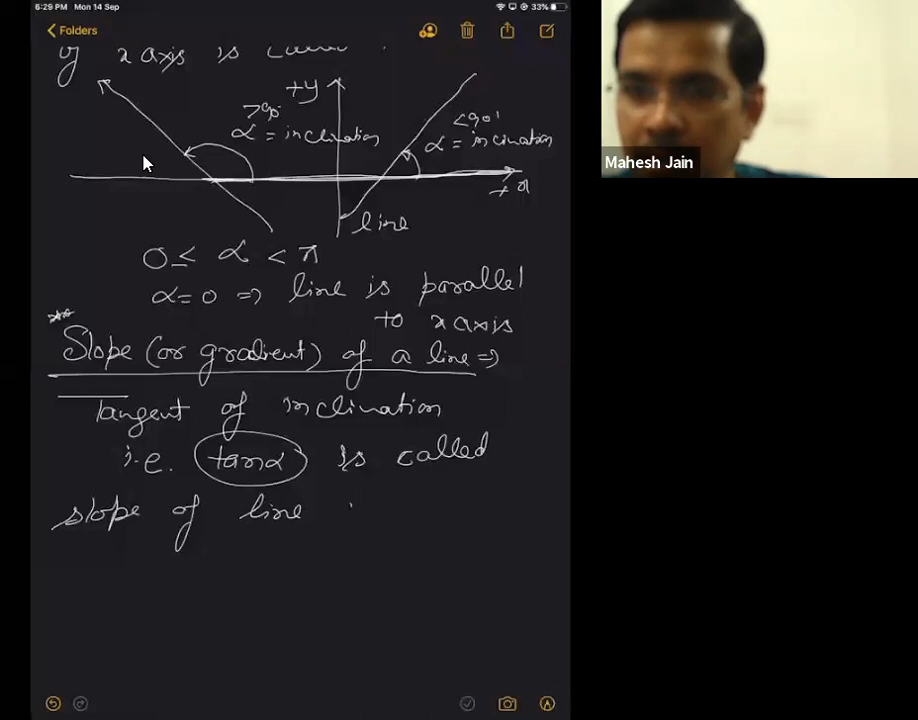 6:29 PM Mon 14 Sep 33%
Folders
of x axis is
+y
>90°
α = inclination
<90°
α = inclination
Mahesh Jain
+x
line
0 ≤ α < π
α = 0 ⇒ line is parallel
to x axis
Slope (or gradient) of a line ⇒
Tangent of inclination
i.e. tanα is called
slope of line .